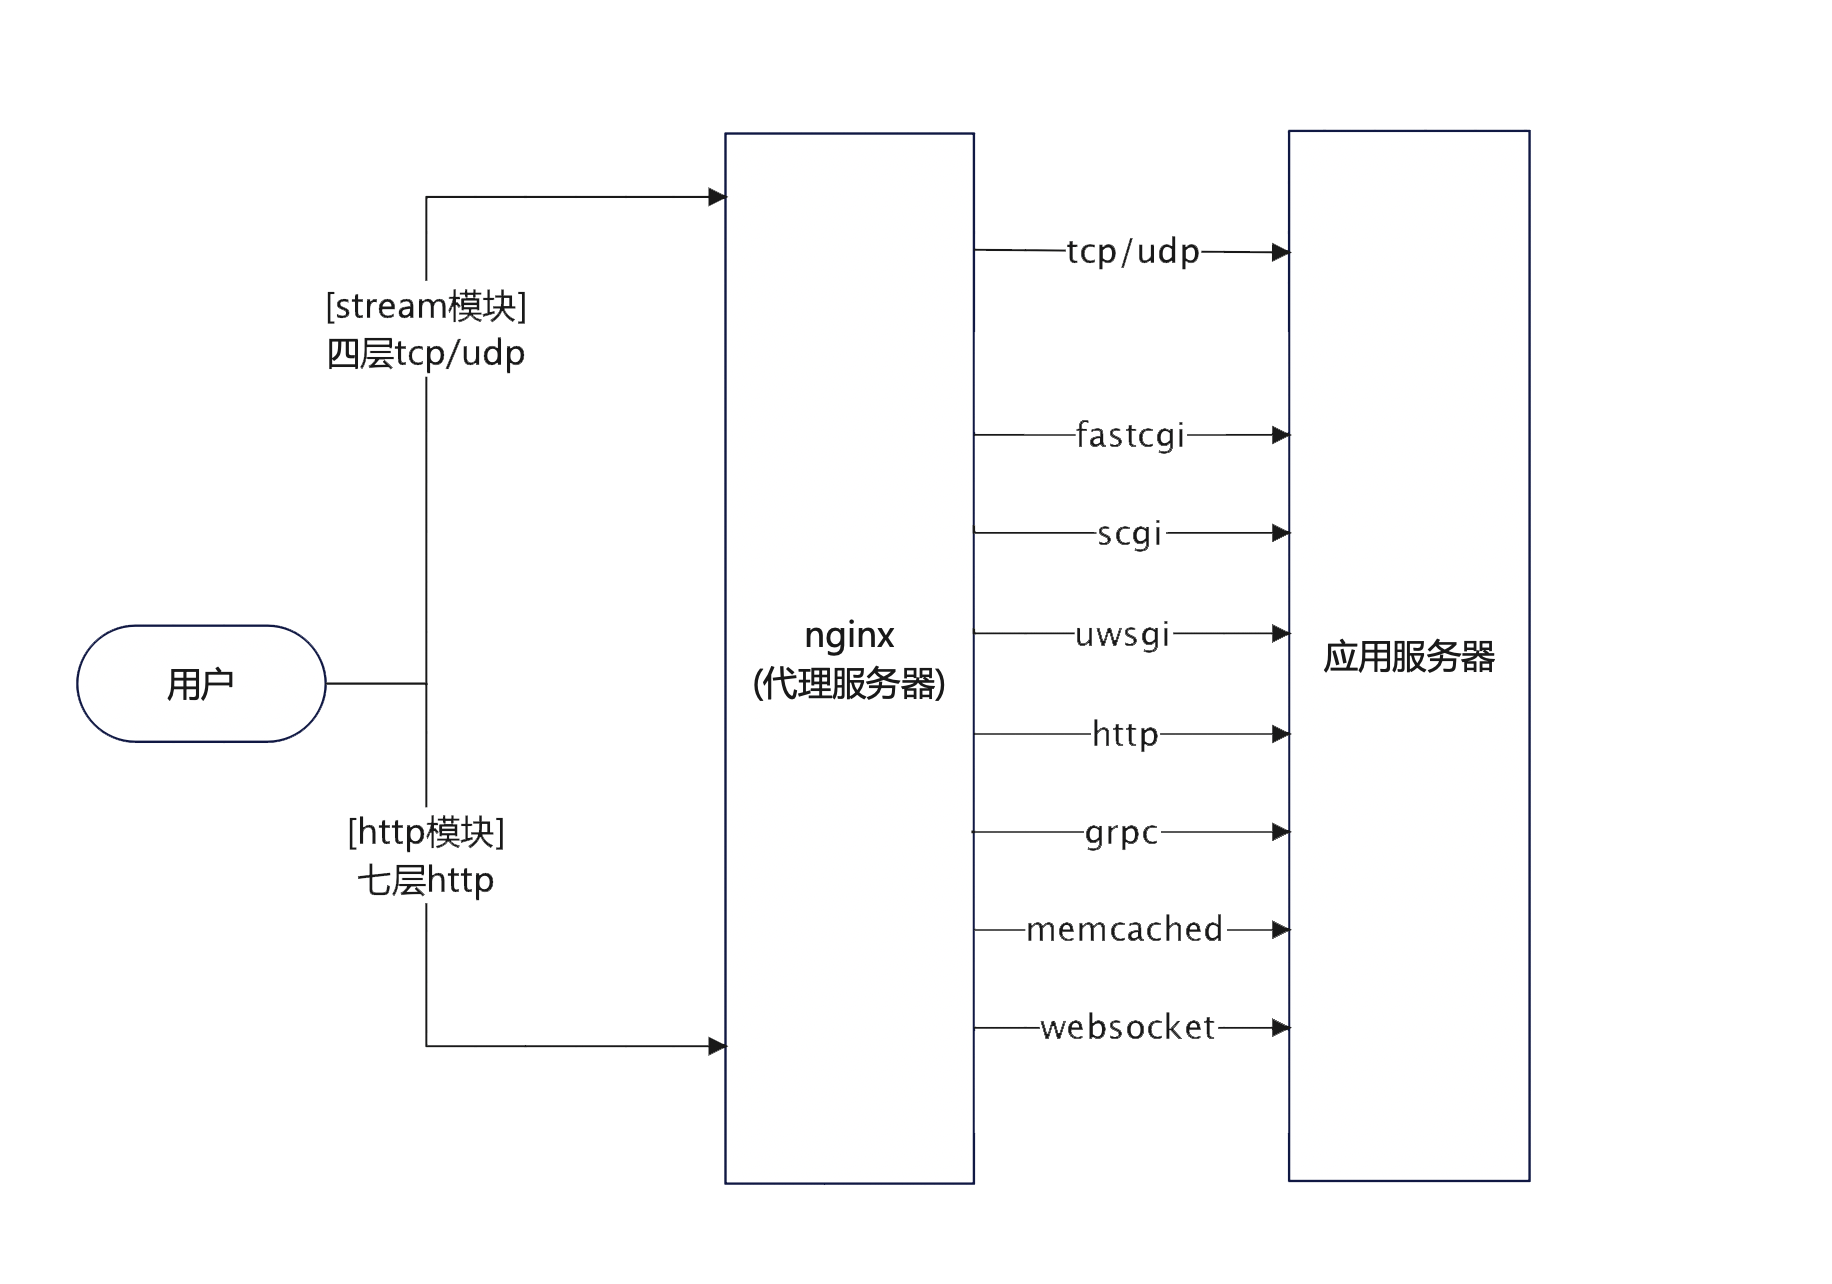 [stream模块]
四层tcp/udp
用户
[http模块]
七层http
nginx
(代理服务器)
tcp/udp
fastcgi
scgi
uwsgi
http
grpc
memcached
websocket
应用服务器